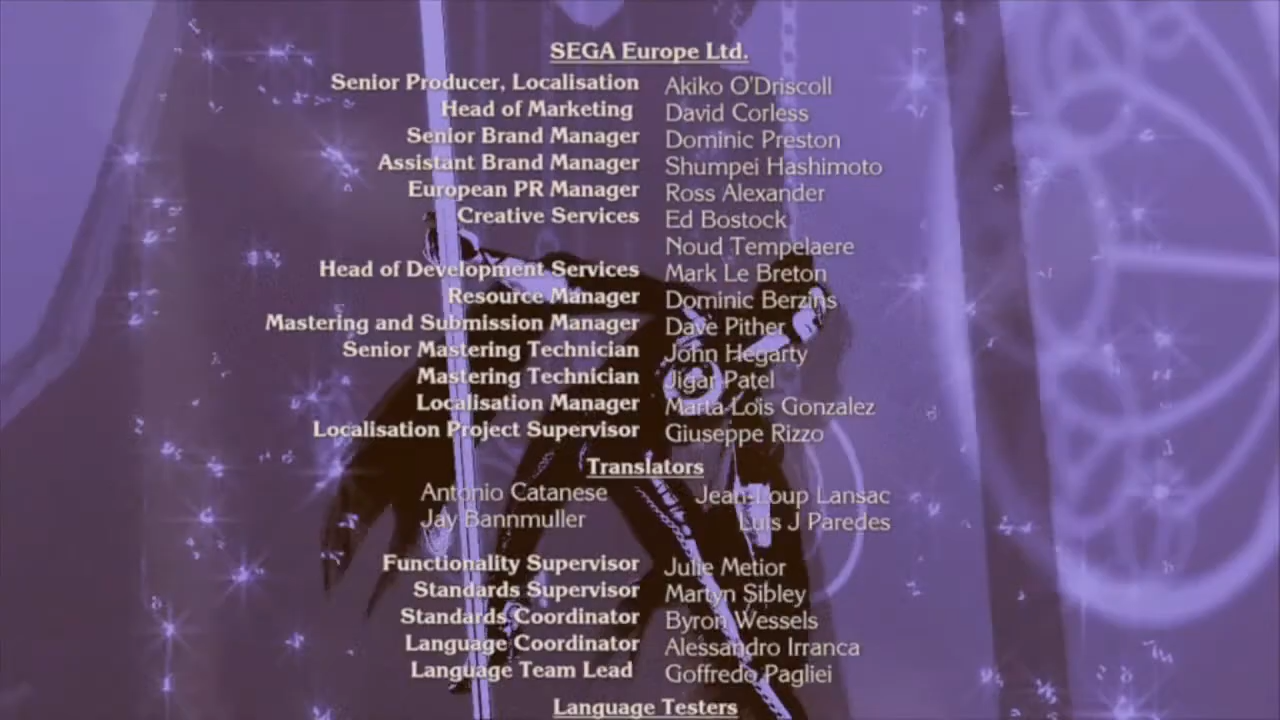 SEGA Europe Ltd.
Senior Producer, Localisation Akiko O'Driscoll
Head of Marketing David Corless
Senior Brand Manager Dominic Preston
Assistant Brand Manager Shumpei Hashimoto
European PR Manager Ross Alexander
Creative Services Ed Bostock
Noud Tempelaere
Head of Development Services Mark Le Breton
Resource Manager Dominic Berzins
Mastering and Submission Manager Dave Pither
Senior Mastering Technician John Hegarty
Mastering Technician Jigar Patel
Localisation Manager Marta Lois Gonzalez
Localisation Project Supervisor Giuseppe Rizzo
Translators
Antonio Catanese Jean-Loup Lansac
Jay Bannmuller Luis J Paredes
Functionality Supervisor Julie Metior
Standards Supervisor Martyn Sibley
Standards Coordinator Byron Wessels
Language Coordinator Alessandro Irranca
Language Team Lead Goffredo Pagliei
Language Testers